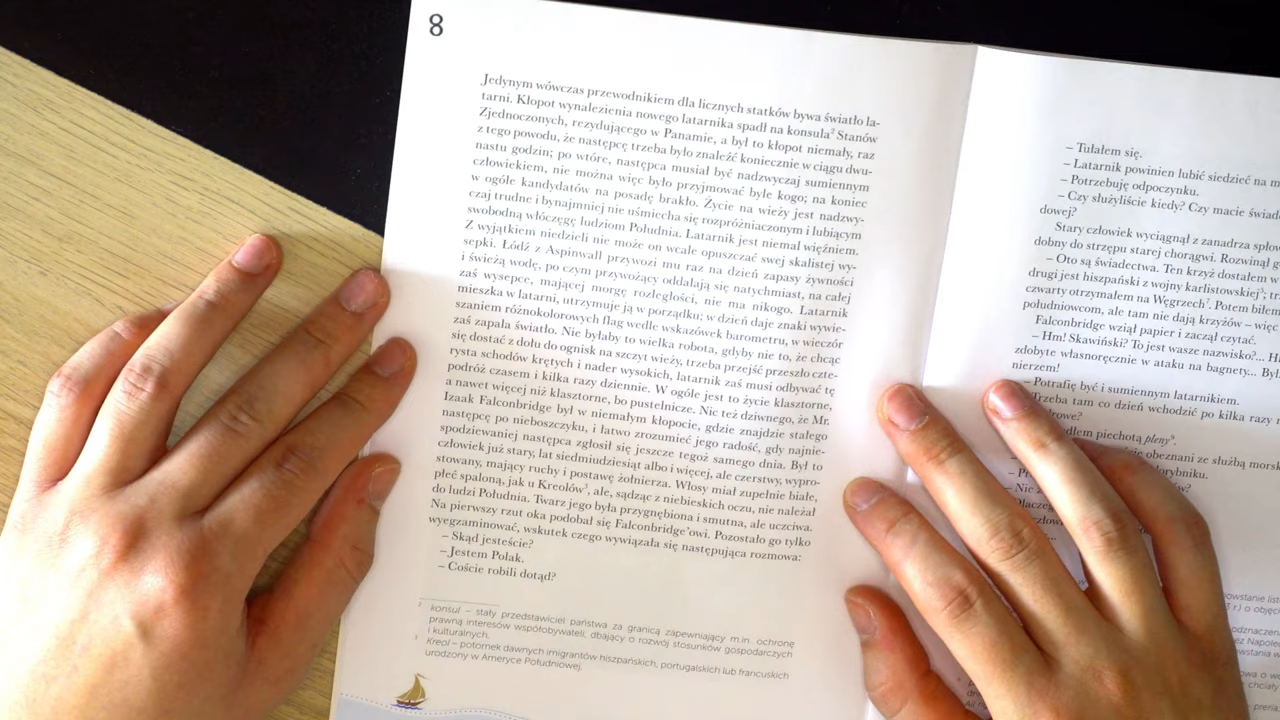 8
Jedynym wówczas przewodnikiem dla licznych statków bywa światło la-
tarni. Kłopot wynalezienia nowego latarnika spadł na konsula² Stanów
Zjednoczonych, rezydującego w Panamie, a był to kłopot niemały, raz
z tego powodu, że następcę trzeba było znaleźć koniecznie w ciągu dwu-
nastu godzin; po wtóre, następca musiał być nadzwyczaj sumiennym
człowiekiem, nie można więc było przyjmować byle kogo; na koniec
w ogóle kandydatów na posadę brakło. Życie na wieży jest nadzwy-
czaj trudne i bynajmniej nie uśmiecha się rozpróżniaczonym i lubiącym
swobodną włóczęgę ludziom Południa. Latarnik jest niemal więźniem.
Z wyjątkiem niedzieli nie może on wcale opuszczać swej skalistej wy-
sepki. Łódź z Aspinwall przywozi mu raz na dzień zapasy żywności
i świeżą wodę, po czym przywożący oddalają się natychmiast, na całej
zaś wysepce, mającej morgę rozległości, nie ma nikogo. Latarnik
mieszka w latarni, utrzymuje ją w porządku; w dzień daje znaki wywie-
szaniem różnokolorowych flag wedle wskazówek barometru, w wieczór
zaś zapala światło. Nie byłaby to wielka robota, gdyby nie to, że chcąc
się dostać z dołu do ognisk na szczyt wieży, trzeba przejść przeszło czte-
rysta schodów krętych i nader wysokich, latarnik zaś musi odbywać tę
podróż czasem i kilka razy dziennie. W ogóle jest to życie klasztorne,
a nawet więcej niż klasztorne, bo pustelnicze. Nic też dziwnego, że Mr.
Izaak Falconbridge był w niemałym kłopocie, gdzie znajdzie stałego
następcę po nieboszczyku, i łatwo zrozumieć jego radość, gdy najnie-
spodziewaniej następca zgłosił się jeszcze tegoż samego dnia. Był to
człowiek już stary, lat siedmiudziesiąt albo i więcej, ale czerstwy, wypro-
stowany, mający ruchy i postawę żołnierza. Włosy miał zupełnie białe,
płeć spaloną, jak u Kreolów³, ale, sądząc z niebieskich oczu, nie należał
do ludzi Południa. Twarz jego była przygnębiona i smutna, ale uczciwa.
Na pierwszy rzut oka podobał się Falconbridge'owi. Pozostało go tylko
wyegzaminować, wskutek czego wywiązała się następująca rozmowa:
– Skąd jesteście?
– Jestem Polak.
– Coście robili dotąd?
² konsul – stały przedstawiciel państwa za granicą zapewniający m.in. ochronę
prawną interesów współobywateli; dbający o rozwój stosunków gospodarczych
i kulturalnych.
³ Kreol – potomek dawnych imigrantów hiszpańskich, portugalskich lub francuskich
urodzony w Ameryce Południowej.
– Tułałem się.
– Latarnik powinien lubić siedzieć na m
– Potrzebuję odpoczynku.
– Czy służyliście kiedy? Czy macie świad
dowej?
Stary człowiek wyciągnął z zanadrza spło
dobny do strzępu starej chorągwi. Rozwinął
– Oto są świadectwa. Ten krzyż dostałem w
drugi jest hiszpański z wojny karlistowskiej; tr
czwarty otrzymałem na Węgrzech⁷. Potem biłem
południowcom, ale tam nie dają krzyżów – więc
Falconbridge wziął papier i zaczął czytać.
– Hm! Skawiński? To jest wasze nazwisko?... H
zdobyte własnoręcznie w ataku na bagnety... Był
nierzem!
– Potrafię być i sumiennym latarnikiem.
Trzeba tam co dzień wchodzić po kilka razy
drowe?
edłem piechotą pleny⁹.
obeznani ze służbą morsk
orybniku.
– Nie
człow